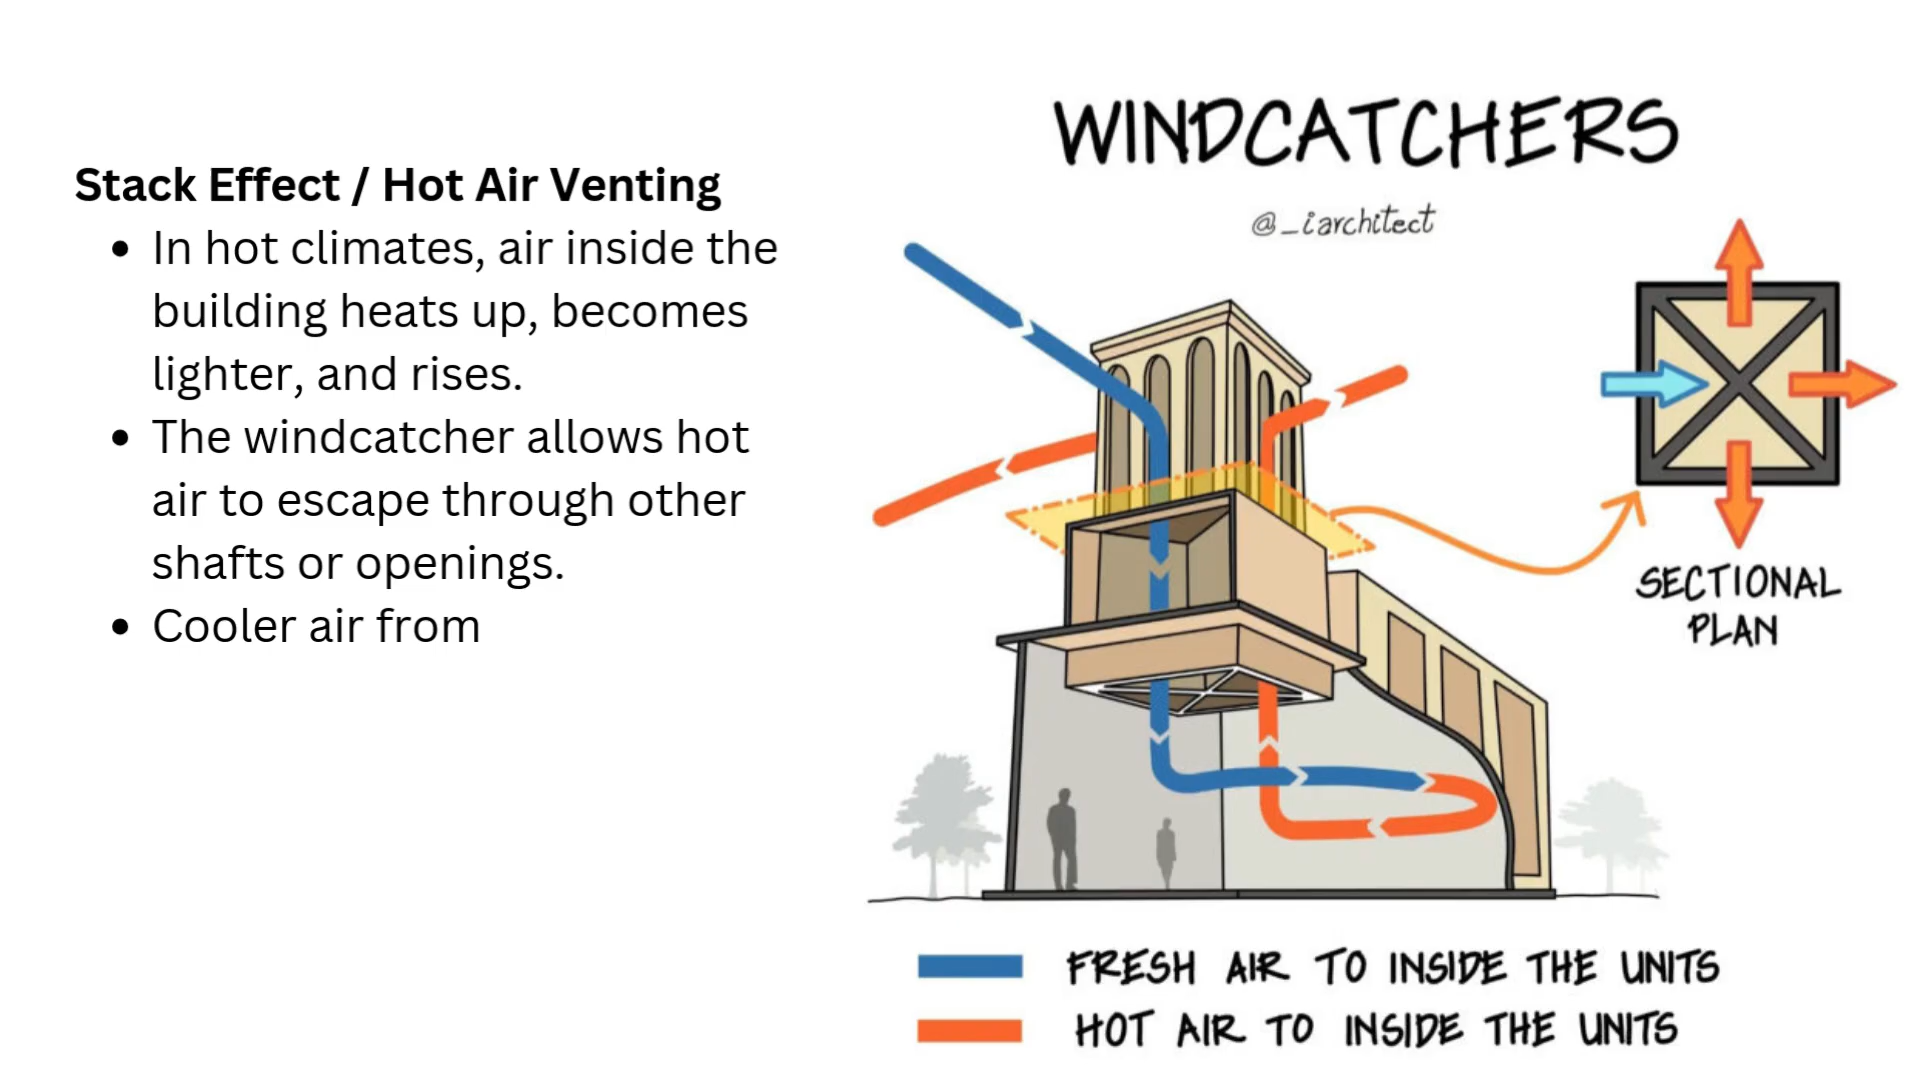 WINDCATCHERS
@_iarchitect
Stack Effect / Hot Air Venting
• In hot climates, air inside the
building heats up, becomes
lighter, and rises.
• The windcatcher allows hot
air to escape through other
shafts or openings.
• Cooler air from
SECTIONAL
PLAN
FRESH AIR TO INSIDE THE UNITS
HOT AIR TO INSIDE THE UNITS